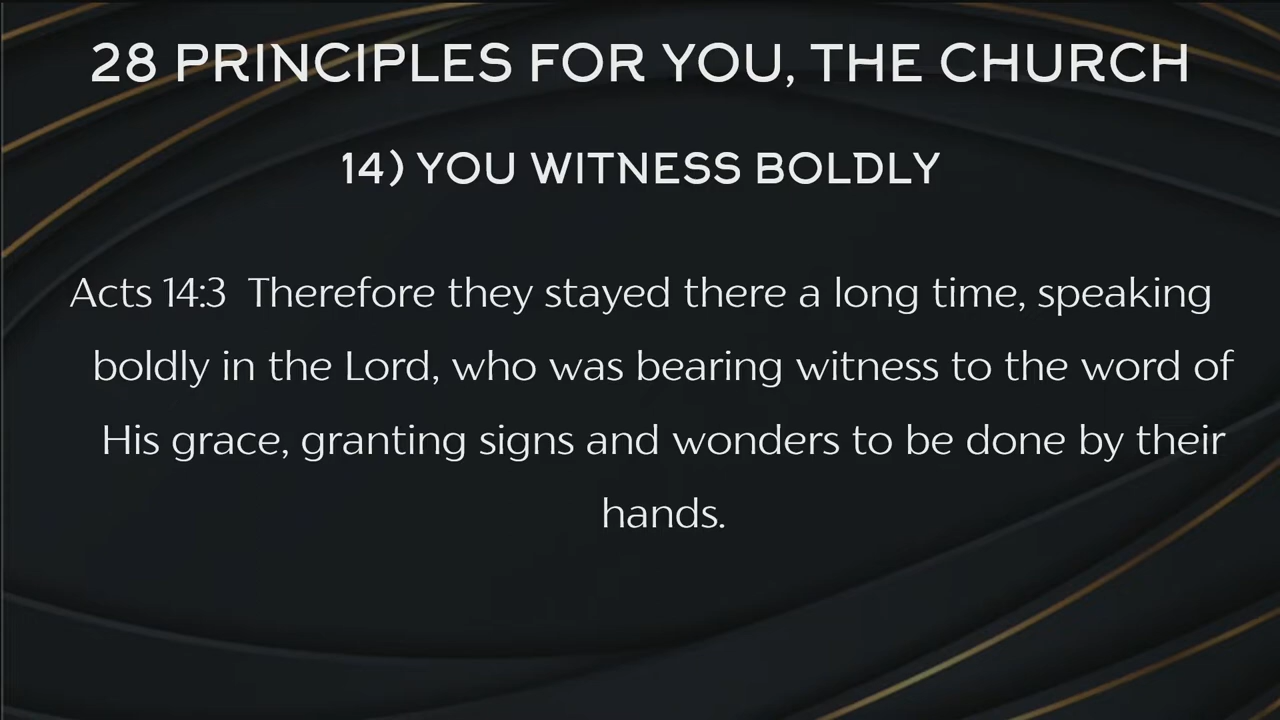 28 PRINCIPLES FOR YOU, THE CHURCH
14) YOU WITNESS BOLDLY
Acts 14:3  Therefore they stayed there a long time, speaking
boldly in the Lord, who was bearing witness to the word of
His grace, granting signs and wonders to be done by their
hands.